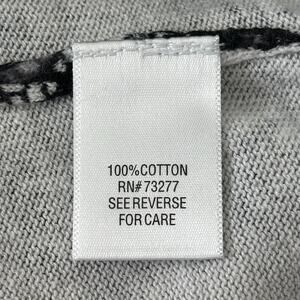 100%COTTON
RN#73277
SEE REVERSE
FOR CARE